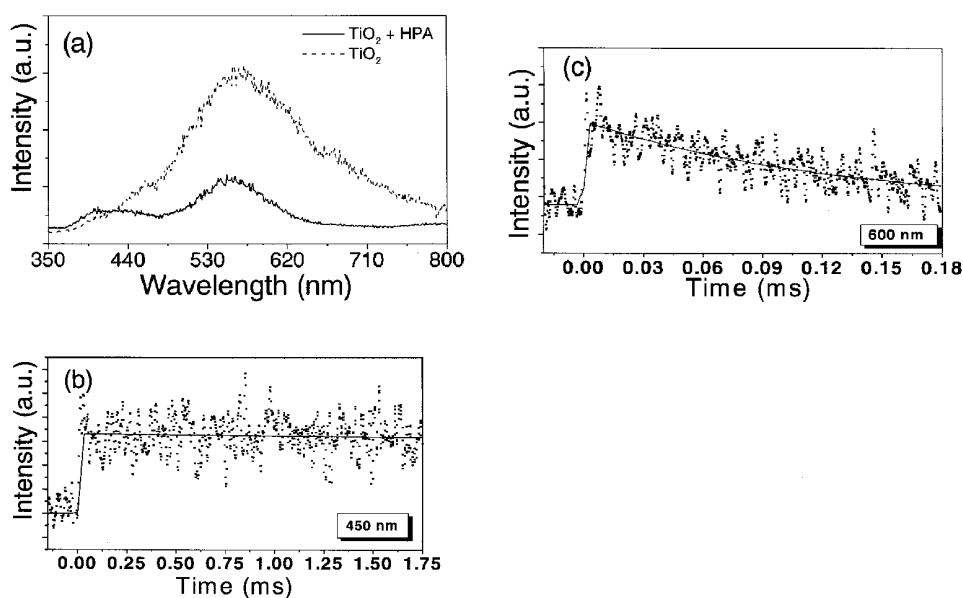 (a)
TiO₂ + HPA
TiO₂
Intensity (a.u.)
350 440 530 620 710 800
Wavelength (nm)
(c)
Intensity (a.u.)
600 nm
0.00 0.03 0.06 0.09 0.12 0.15 0.18
Time (ms)
(b)
Intensity (a.u.)
450 nm
0.00 0.25 0.50 0.75 1.00 1.25 1.50 1.75
Time (ms)